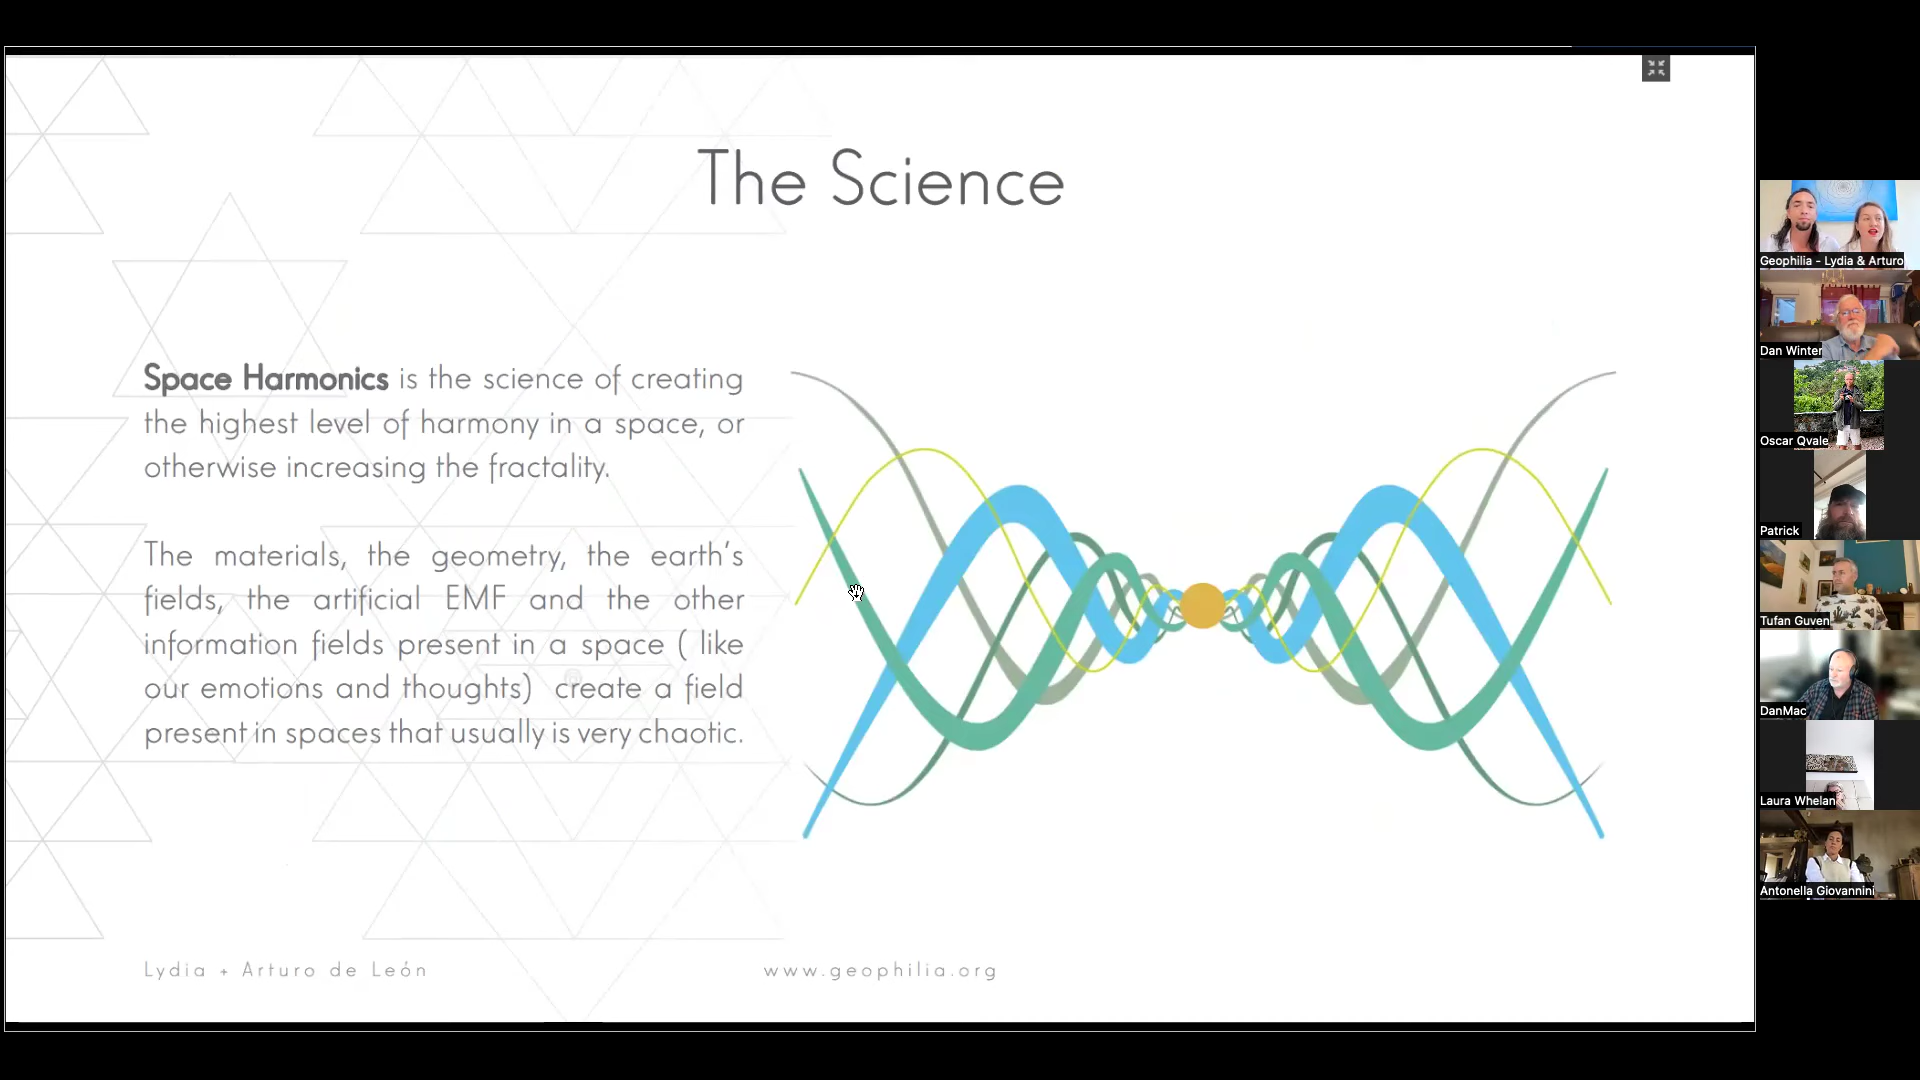 The Science
Space Harmonics is the science of creating
the highest level of harmony in a space, or
otherwise increasing the fractality.
The materials, the geometry, the earth's
fields, the artificial EMF and the other
information fields present in a space ( like
our emotions and thoughts) create a field
present in spaces that usually is very chaotic.
Lydia + Arturo de León
www.geophilia.org
Geophilia - Lydia & Arturo
Dan Winter
Oscar Qvale
Patrick
Tufan Guven
DanMac
Laura Whelan
Antonella Giovannini